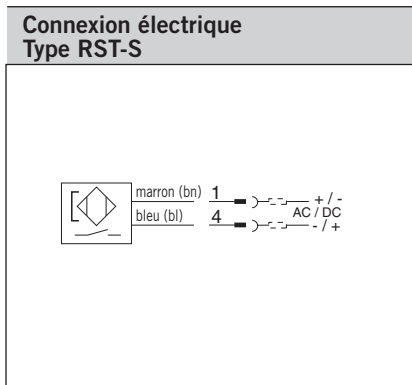 Connexion électrique
Type RST-S
marron (bn) 1 + / -
AC / DC
bleu (bl) 4 - / +